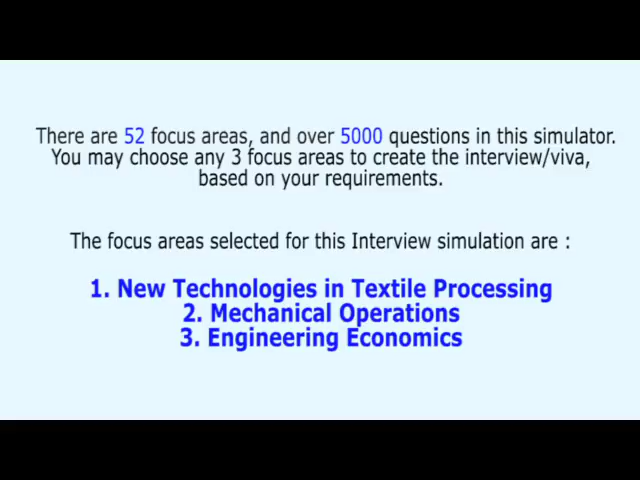 There are 52 focus areas, and over 5000 questions in this simulator.
You may choose any 3 focus areas to create the interview/viva,
based on your requirements.
The focus areas selected for this Interview simulation are :
1. New Technologies in Textile Processing
2. Mechanical Operations
3. Engineering Economics